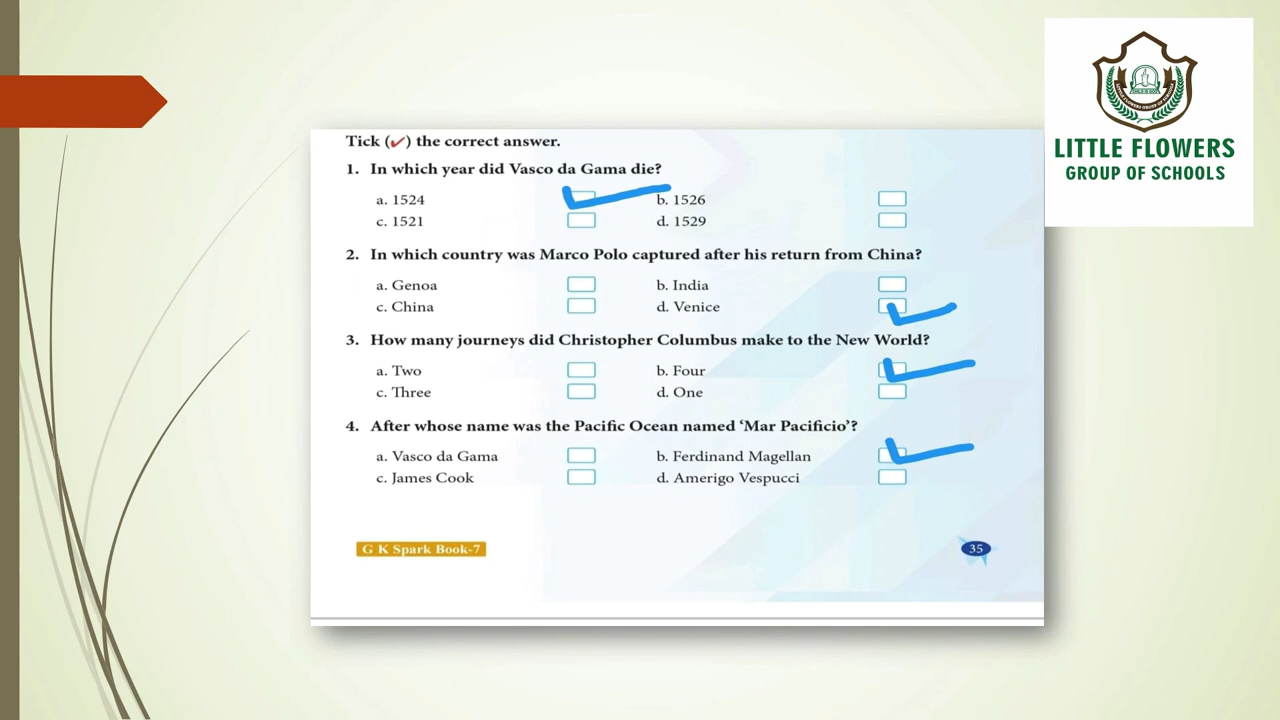 LITTLE FLOWERS
GROUP OF SCHOOLS
Tick (✓) the correct answer.
1. In which year did Vasco da Gama die?
a. 1524 b. 1526
c. 1521 d. 1529
2. In which country was Marco Polo captured after his return from China?
a. Genoa b. India
c. China d. Venice
3. How many journeys did Christopher Columbus make to the New World?
a. Two b. Four
c. Three d. One
4. After whose name was the Pacific Ocean named ‘Mar Pacificio’?
a. Vasco da Gama b. Ferdinand Magellan
c. James Cook d. Amerigo Vespucci
G K Spark Book-7
35